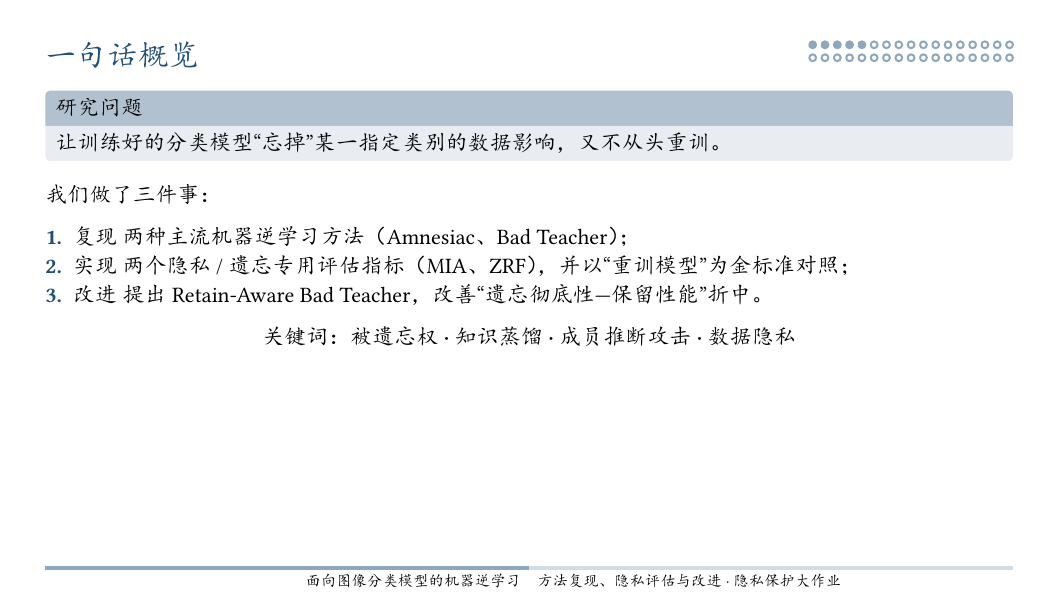 一句话概览
研究问题
让训练好的分类模型“忘掉”某一指定类别的数据影响，又不从头重训。
我们做了三件事：
1. 复现 两种主流机器逆学习方法（Amnesiac、Bad Teacher）；
2. 实现 两个隐私 / 遗忘专用评估指标（MIA、ZRF），并以“重训模型”为金标准对照；
3. 改进 提出 Retain-Aware Bad Teacher，改善“遗忘彻底性—保留性能”折中。
关键词：被遗忘权 · 知识蒸馏 · 成员推断攻击 · 数据隐私
面向图像分类模型的机器逆学习 方法复现、隐私评估与改进 · 隐私保护大作业